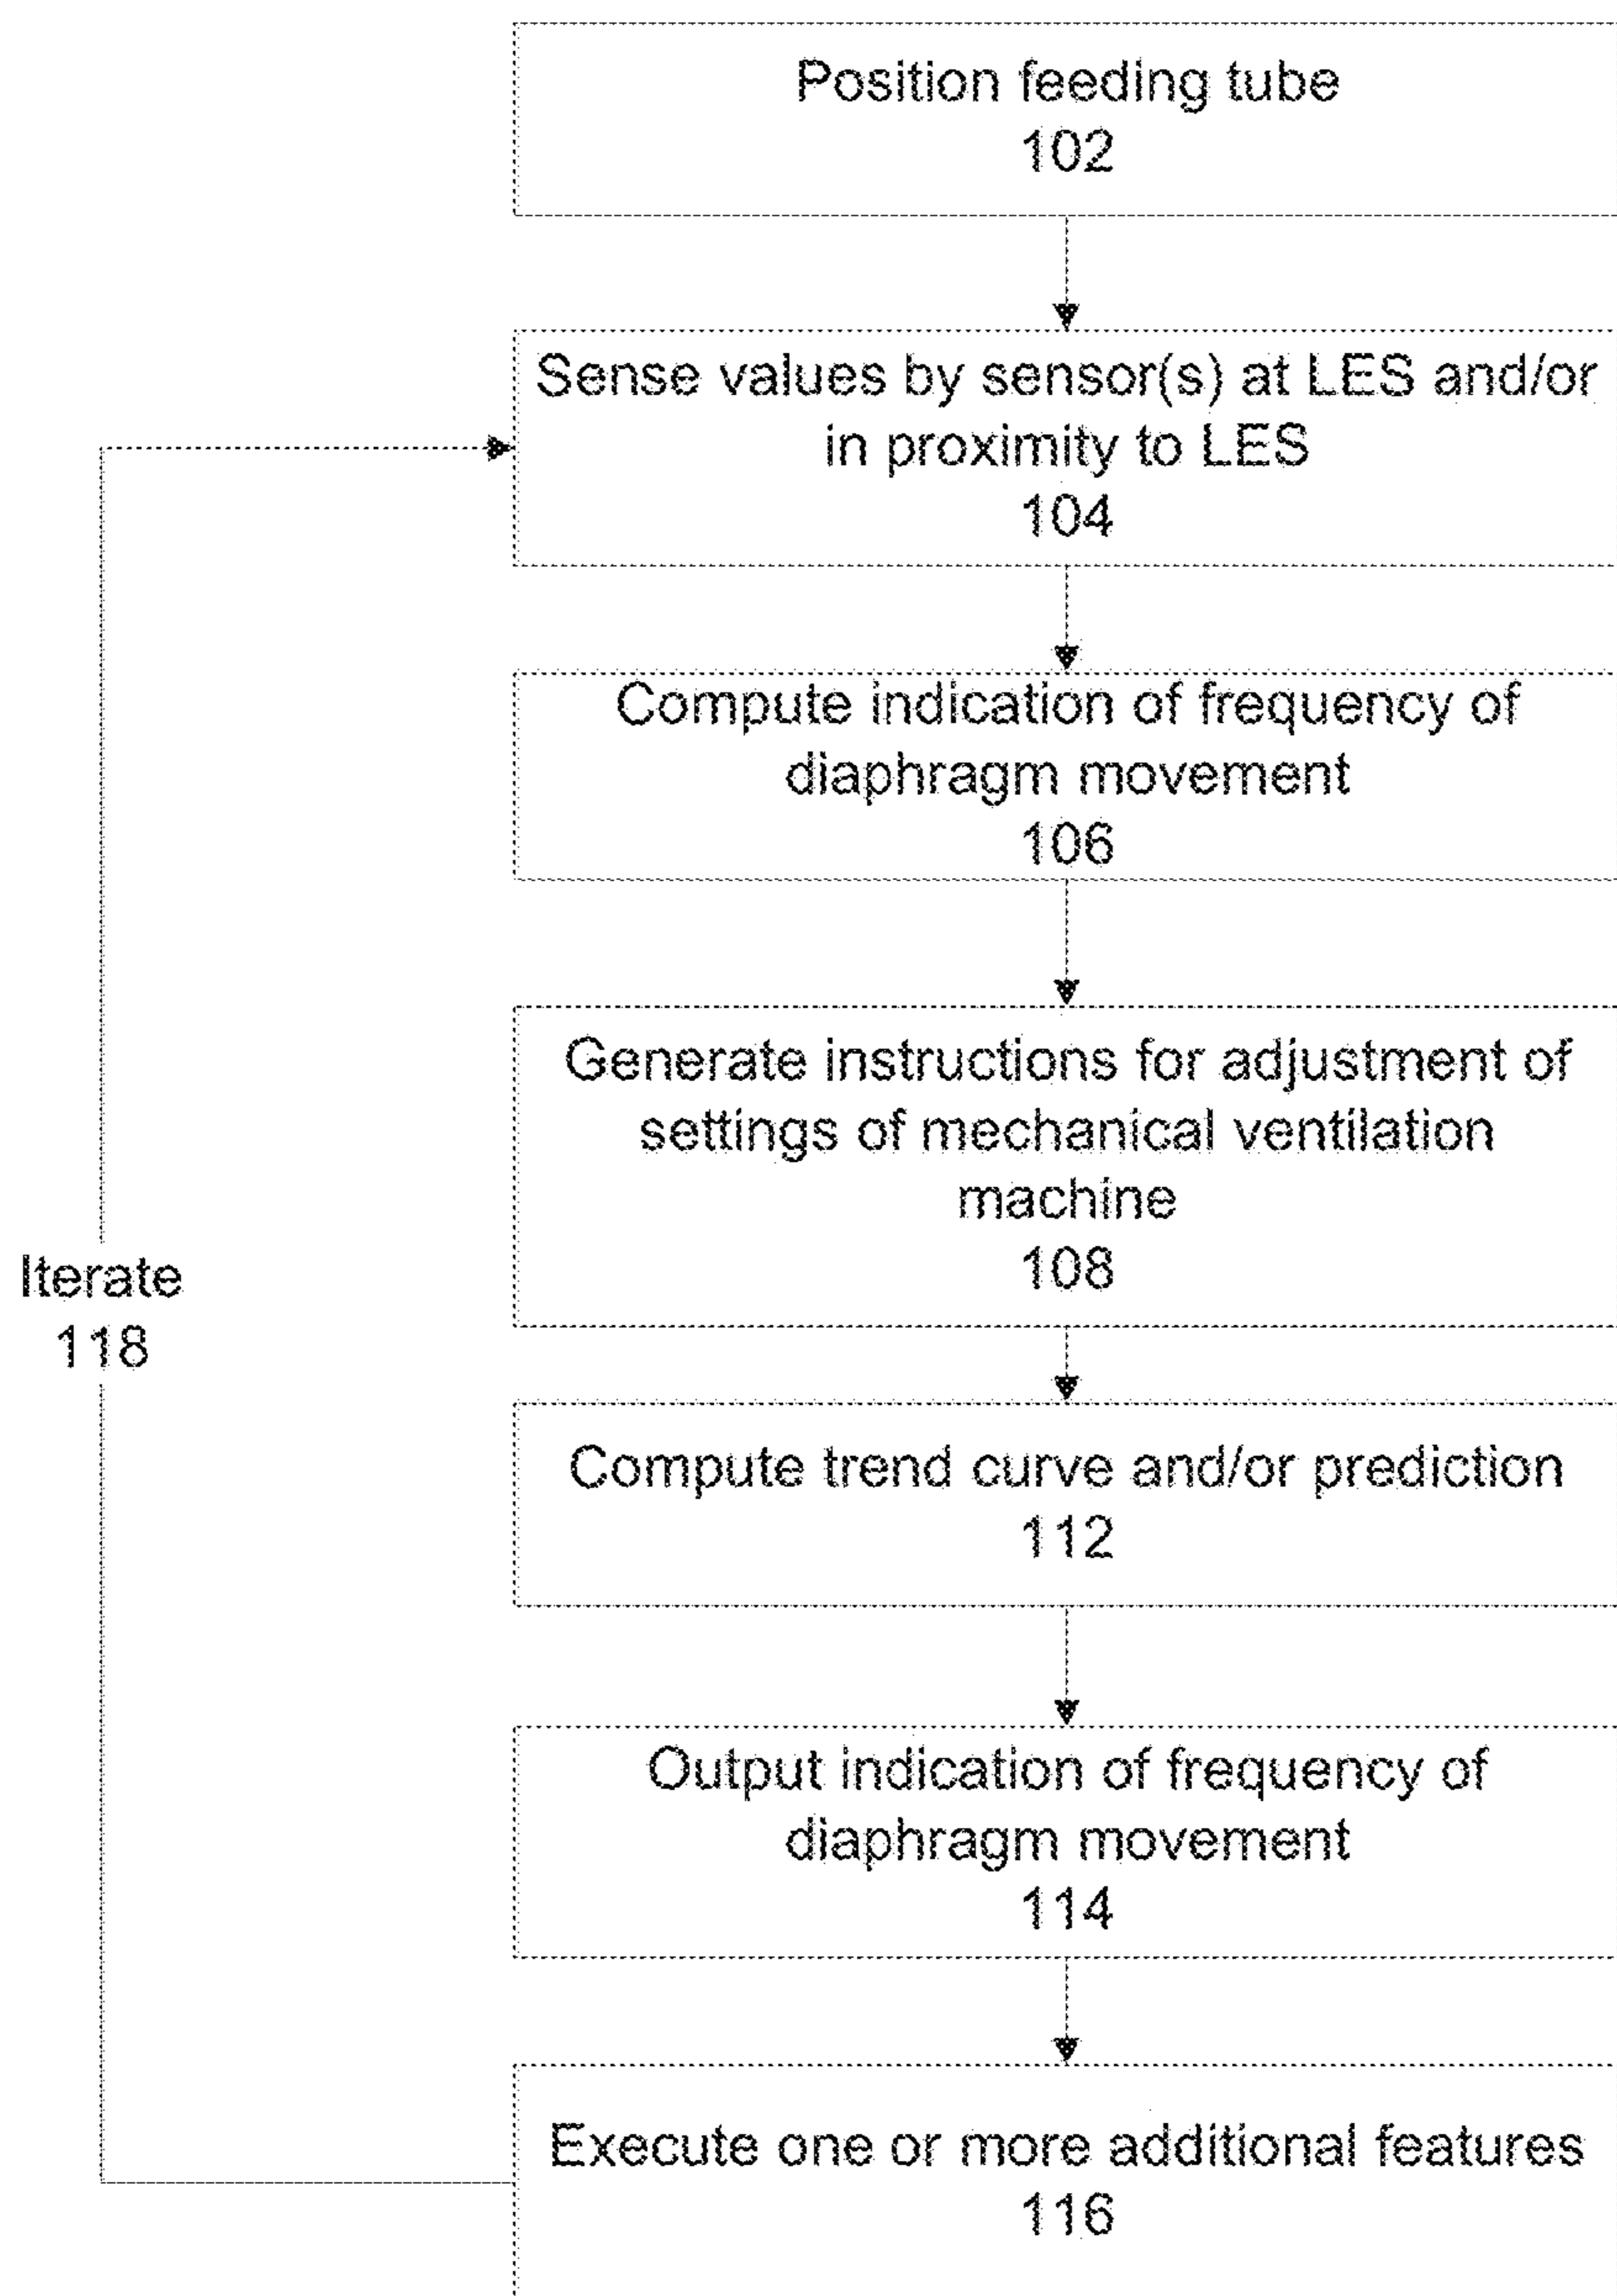 Position feeding tube
102
Sense values by sensor(s) at LES and/or
in proximity to LES
104
Compute indication of frequency of
diaphragm movement
106
Generate instructions for adjustment of
settings of mechanical ventilation
machine
108
Iterate
118
Compute trend curve and/or prediction
112
Output indication of frequency of
diaphragm movement
114
Execute one or more additional features
116